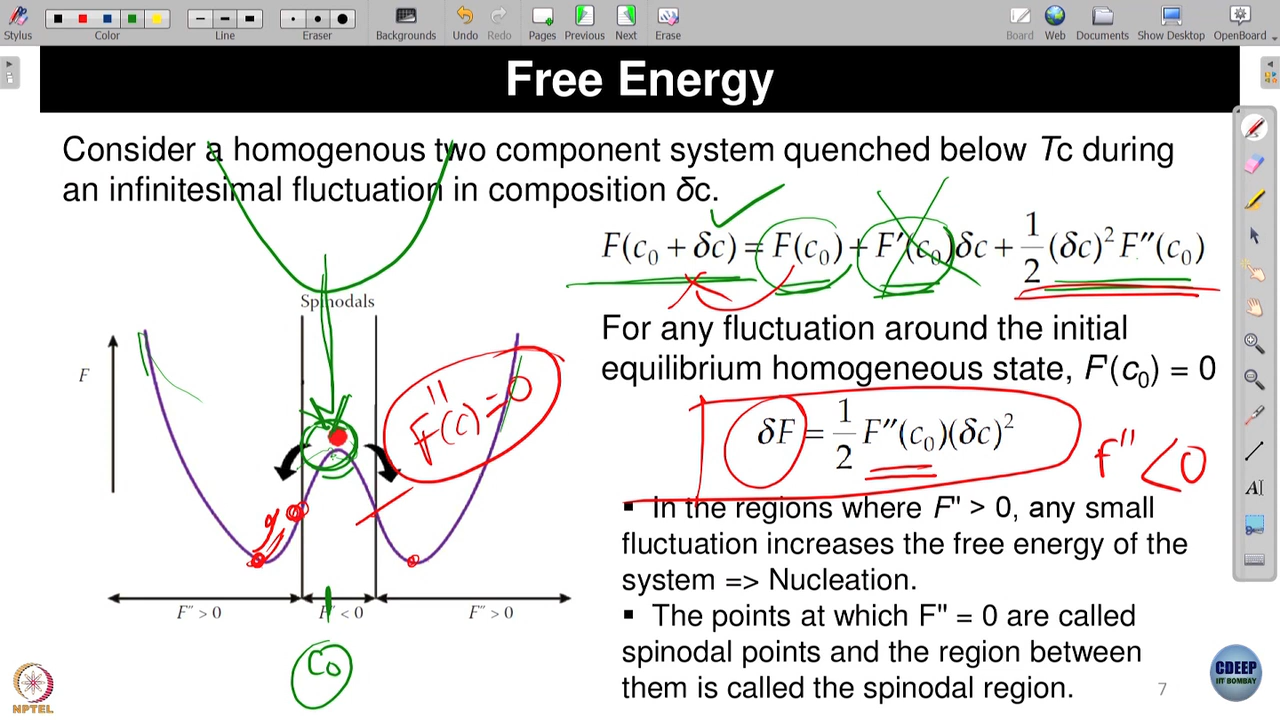 Stylus
Color
Line
Eraser
Backgrounds
Undo
Redo
Pages
Previous
Next
Erase
Board
Web
Documents
Show Desktop
OpenBoard
Free Energy
Consider a homogenous two component system quenched below Tc during
an infinitesimal fluctuation in composition δc.
F(c₀ + δc) = F(c₀) + F′(c₀)δc + 1/2 (δc)² F″(c₀)
For any fluctuation around the initial
equilibrium homogeneous state, F'(c₀) = 0
δF = 1/2 F″(c₀)(δc)²
F″ < 0
▪ In the regions where F" > 0, any small
fluctuation increases the free energy of the
system => Nucleation.
▪ The points at which F" = 0 are called
spinodal points and the region between
them is called the spinodal region.
Spinodals
F
F″(c) = 0
F″ > 0
F″ < 0
F″ > 0
C₀
NPTEL
7
CDEEP
IIT BOMBAY
AI